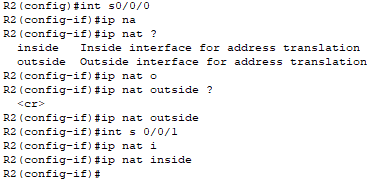 R2(config)#int s0/0/0
R2(config-if)#ip na
R2(config-if)#ip nat ?
  inside   Inside interface for address translation
  outside  Outside interface for address translation
R2(config-if)#ip nat o
R2(config-if)#ip nat outside ?
  <cr>
R2(config-if)#ip nat outside
R2(config-if)#int s 0/0/1
R2(config-if)#ip nat i
R2(config-if)#ip nat inside
R2(config-if)#